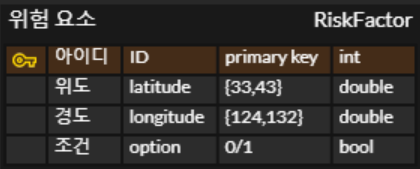 위험 요소 RiskFactor
아이디 ID primary key int
위도 latitude {33,43} double
경도 longitude {124,132} double
조건 option 0/1 bool